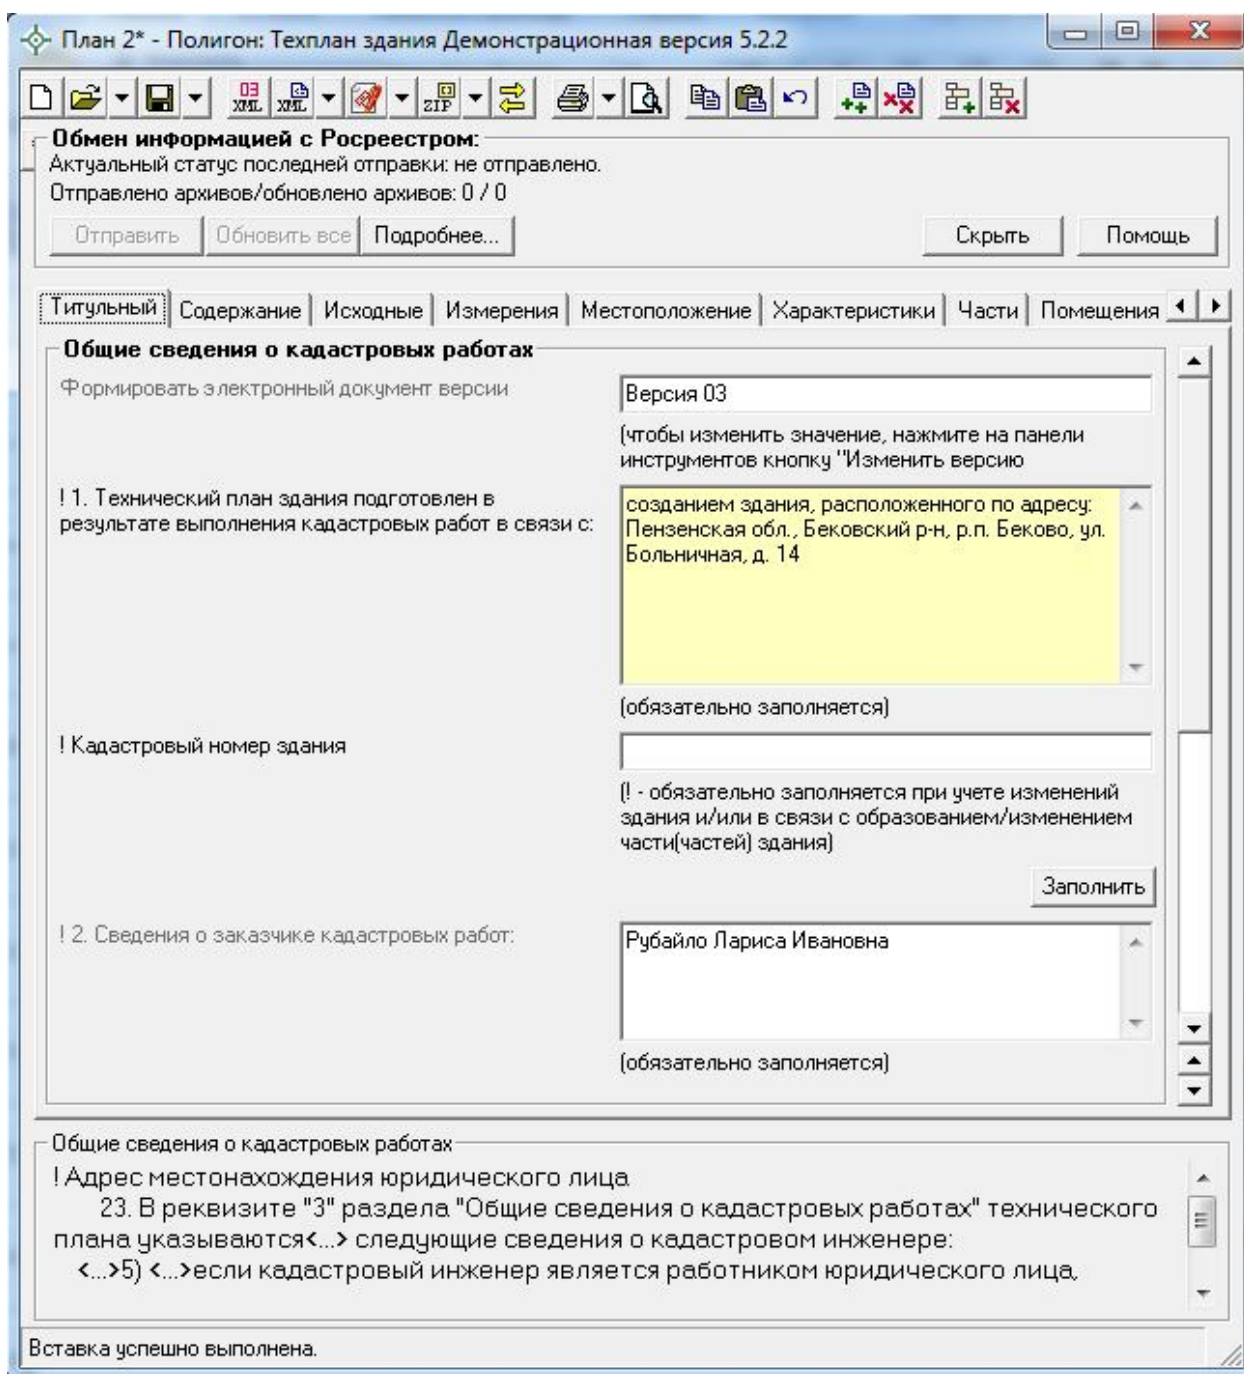 План 2* - Полигон: Техплан здания Демонстрационная версия 5.2.2
03
XML
XML
ZIP
Обмен информацией с Росреестром:
Актуальный статус последней отправки: не отправлено.
Отправлено архивов/обновлено архивов: 0 / 0
Отправить Обновить все Подробнее... Скрыть Помощь
Титульный Содержание Исходные Измерения Местоположение Характеристики Части Помещения
Общие сведения о кадастровых работах
Формировать электронный документ версии
Версия 03
(чтобы изменить значение, нажмите на панели
инструментов кнопку "Изменить версию
! 1. Технический план здания подготовлен в
результате выполнения кадастровых работ в связи с:
созданием здания, расположенного по адресу:
Пензенская обл., Бековский р-н, р.п. Беково, ул.
Больничная, д. 14
(обязательно заполняется)
! Кадастровый номер здания
(! - обязательно заполняется при учете изменений
здания и/или в связи с образованием/изменением
части(частей) здания)
Заполнить
! 2. Сведения о заказчике кадастровых работ:
Рубайло Лариса Ивановна
(обязательно заполняется)
Общие сведения о кадастровых работах
! Адрес местонахождения юридического лица
23. В реквизите "3" раздела "Общие сведения о кадастровых работах" технического
плана указываются<...> следующие сведения о кадастровом инженере:
<...>5) <...>если кадастровый инженер является работником юридического лица,
Вставка успешно выполнена.